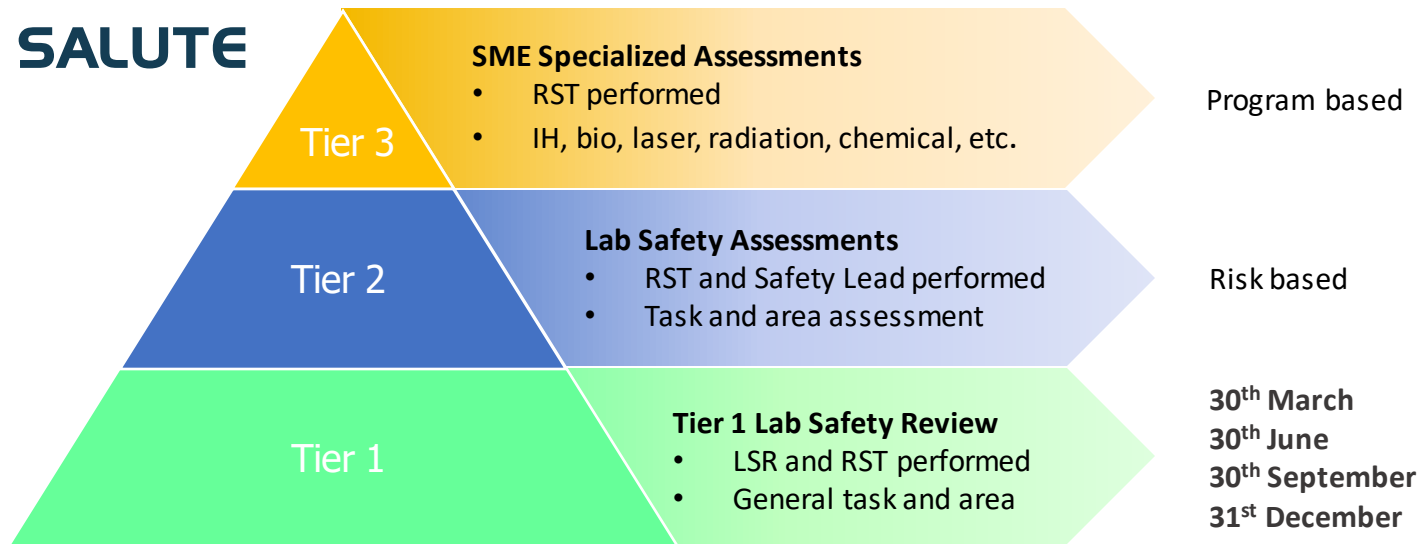 SALUTE
Tier 3
SME Specialized Assessments
• RST performed
• IH, bio, laser, radiation, chemical, etc.
Program based
Tier 2
Lab Safety Assessments
• RST and Safety Lead performed
• Task and area assessment
Risk based
Tier 1
Tier 1 Lab Safety Review
• LSR and RST performed
• General task and area
30th March
30th June
30th September
31st December